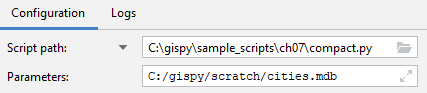 Configuration Logs
Script path: C:\gispy\sample_scripts\ch07\compact.py
Parameters: C:/gispy/scratch/cities.mdb